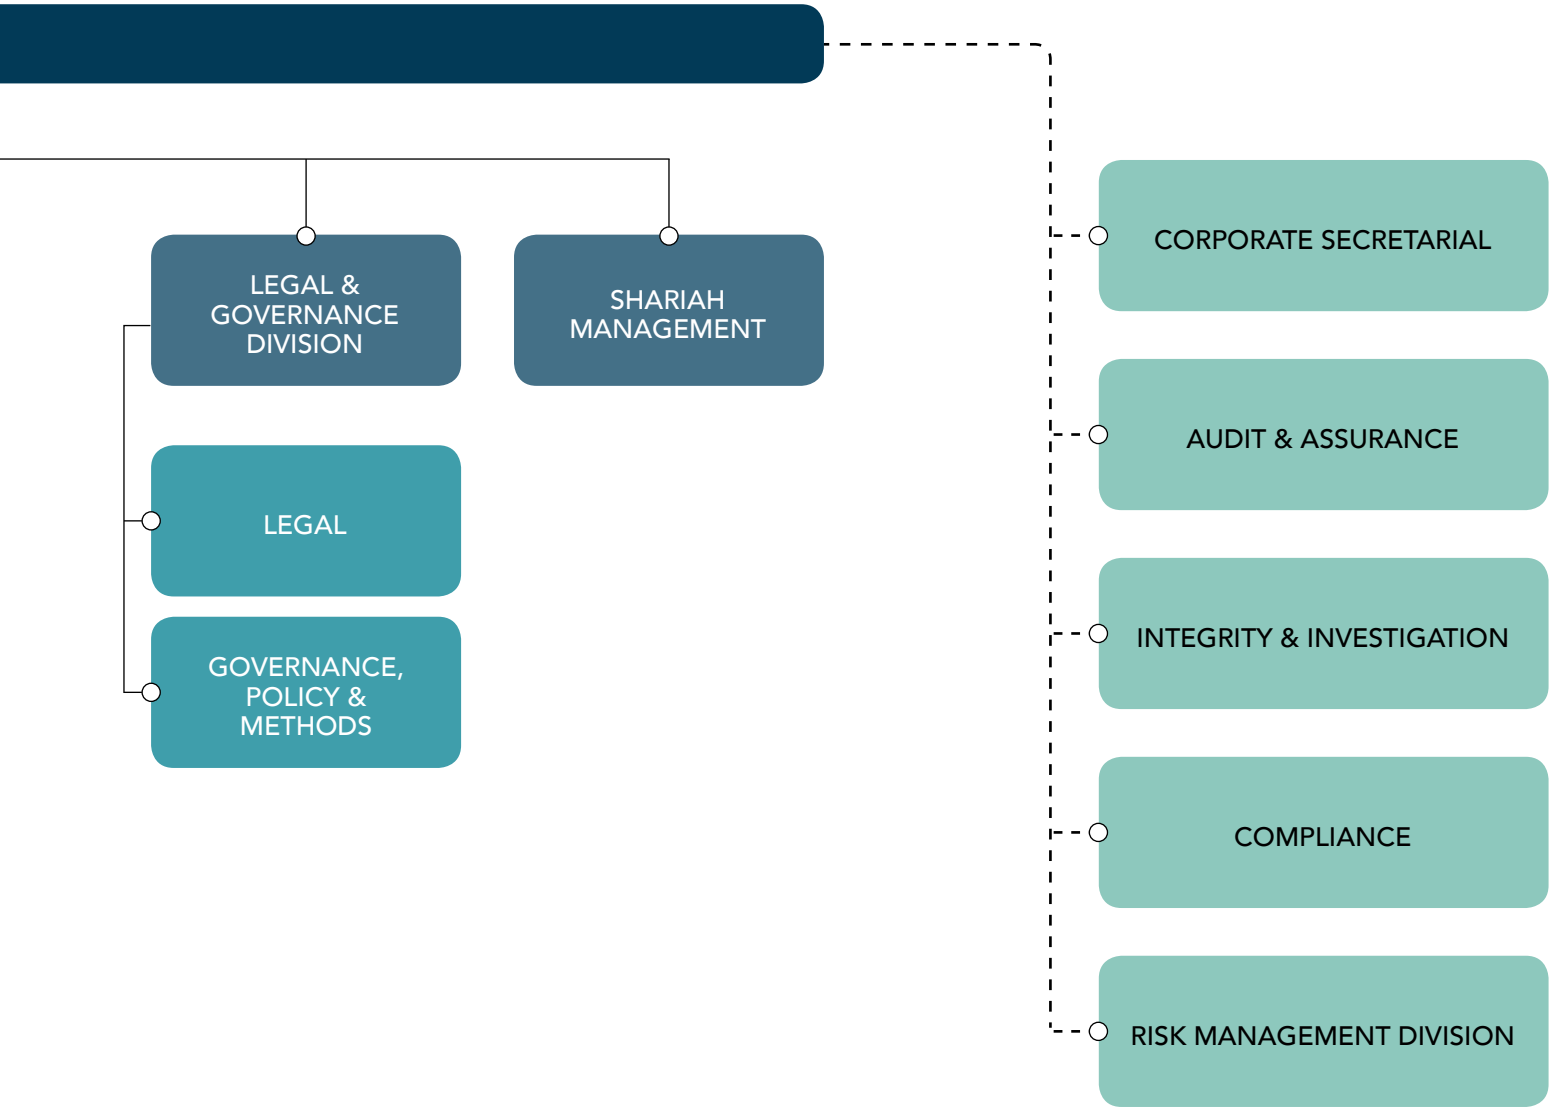 LEGAL &
GOVERNANCE
DIVISION
SHARIAH
MANAGEMENT
LEGAL
GOVERNANCE,
POLICY &
METHODS
CORPORATE SECRETARIAL
AUDIT & ASSURANCE
INTEGRITY & INVESTIGATION
COMPLIANCE
RISK MANAGEMENT DIVISION